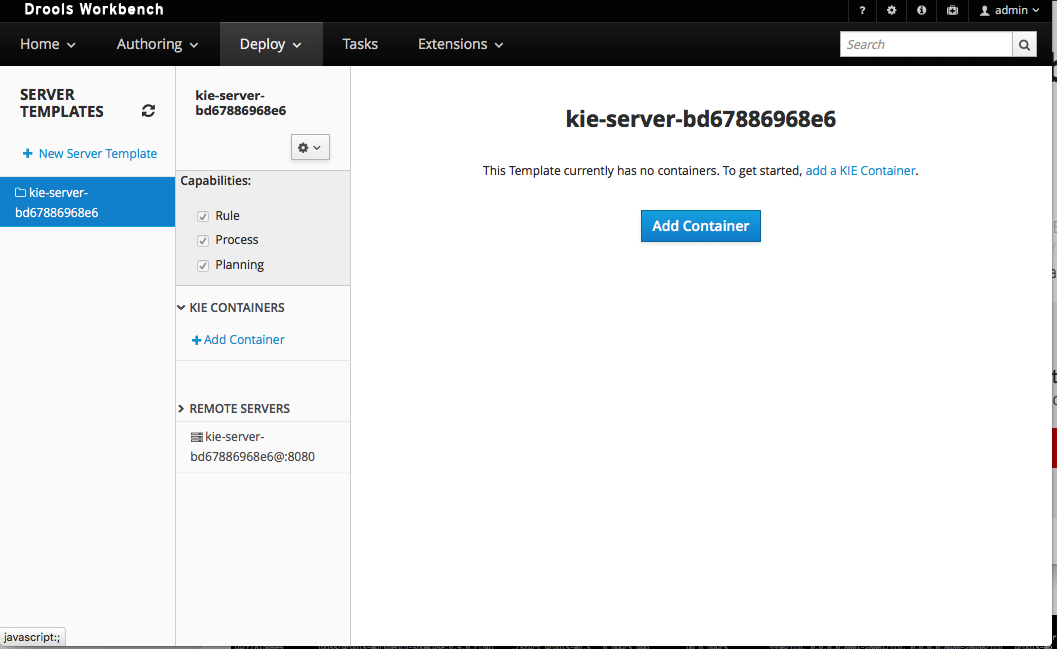 Drools Workbench
? admin
Home Authoring Deploy Tasks Extensions Search
SERVER
TEMPLATES
+ New Server Template
kie-server-
bd67886968e6
kie-server-
bd67886968e6
Capabilities:
Rule
Process
Planning
KIE CONTAINERS
+ Add Container
REMOTE SERVERS
kie-server-
bd67886968e6@:8080
kie-server-bd67886968e6
This Template currently has no containers. To get started, add a KIE Container.
Add Container
javascript:;